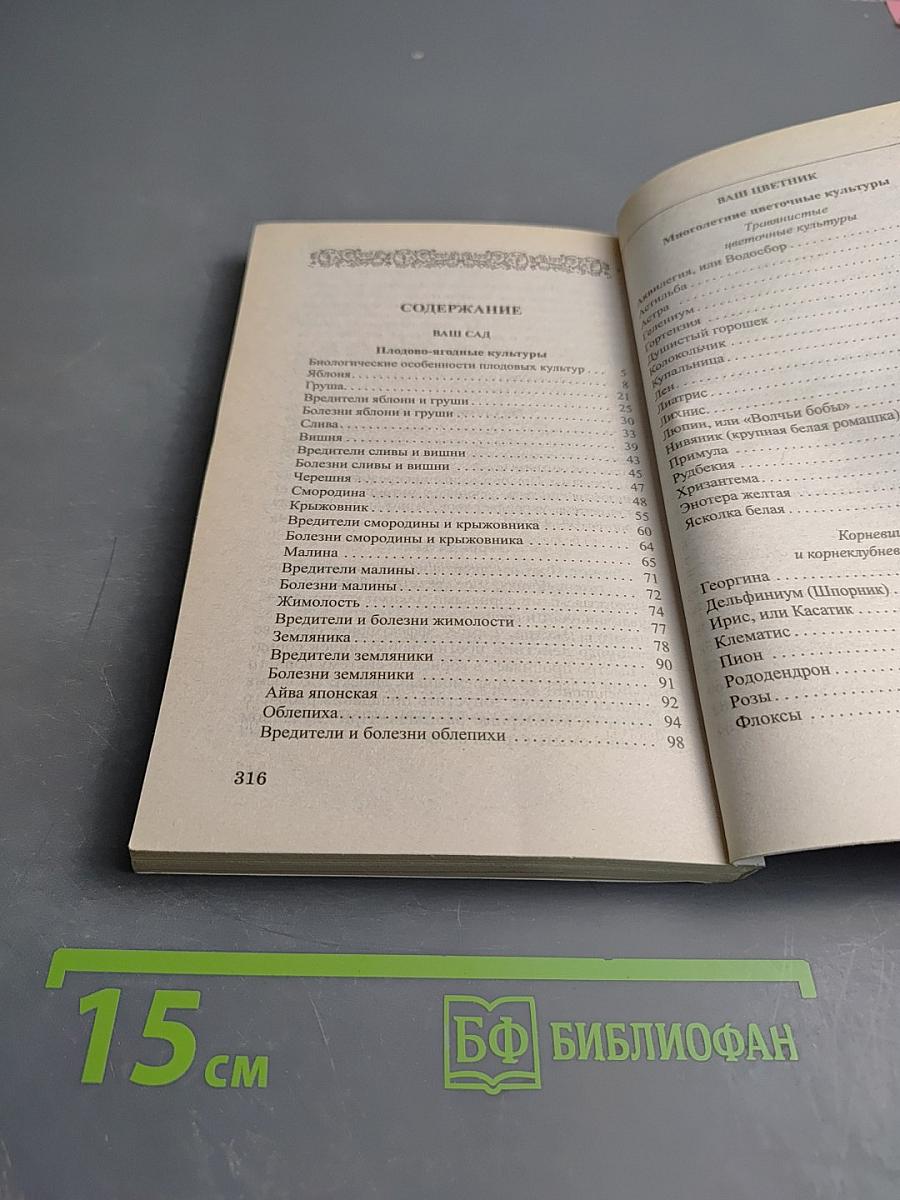 СОДЕРЖАНИЕ
ВАШ САД
Плодово-ягодные культуры
Биологические особенности плодовых культур . . . 5
Яблоня . . . 8
Груша . . . 21
Вредители яблони и груши . . . 25
Болезни яблони и груши . . . 30
Слива . . . 33
Вишня . . . 39
Вредители сливы и вишни . . . 43
Болезни сливы и вишни . . . 45
Черешня . . . 47
Смородина . . . 48
Крыжовник . . . 55
Вредители смородины и крыжовника . . . 60
Болезни смородины и крыжовника . . . 64
Малина . . . 65
Вредители малины . . . 71
Болезни малины . . . 72
Жимолость . . . 74
Вредители и болезни жимолости . . . 77
Земляника . . . 78
Вредители земляники . . . 90
Болезни земляники . . . 91
Айва японская . . . 92
Облепиха . . . 94
Вредители и болезни облепихи . . . 98
316
ВАШ ЦВЕТНИК
Многолетние цветочные культуры
Травянистые
цветочные культуры
Аквилегия, или Водосбор . . .
Астильба . . .
Астра . . .
Гелениум . . .
Гортензия . . .
Душистый горошек
Колокольчик . . .
Купальница . . .
Лен . . .
Лиатрис . . .
Лихнис . . .
Люпин, или «Волчьи бобы» . . .
Нивяник (крупная белая ромашка)
Примула . . .
Рудбекия . . .
Хризантема . . .
Энотера желтая . . .
Ясколка белая . . .
Корневищ
и корнеклубнев
Георгина . . .
Дельфиниум (Шпорник) . .
Ирис, или Касатик . . .
Клематис . . .
Пион . . .
Рододендрон . . .
Розы . . .
Флоксы . . .
15 см
БФ БИБЛИОФАН